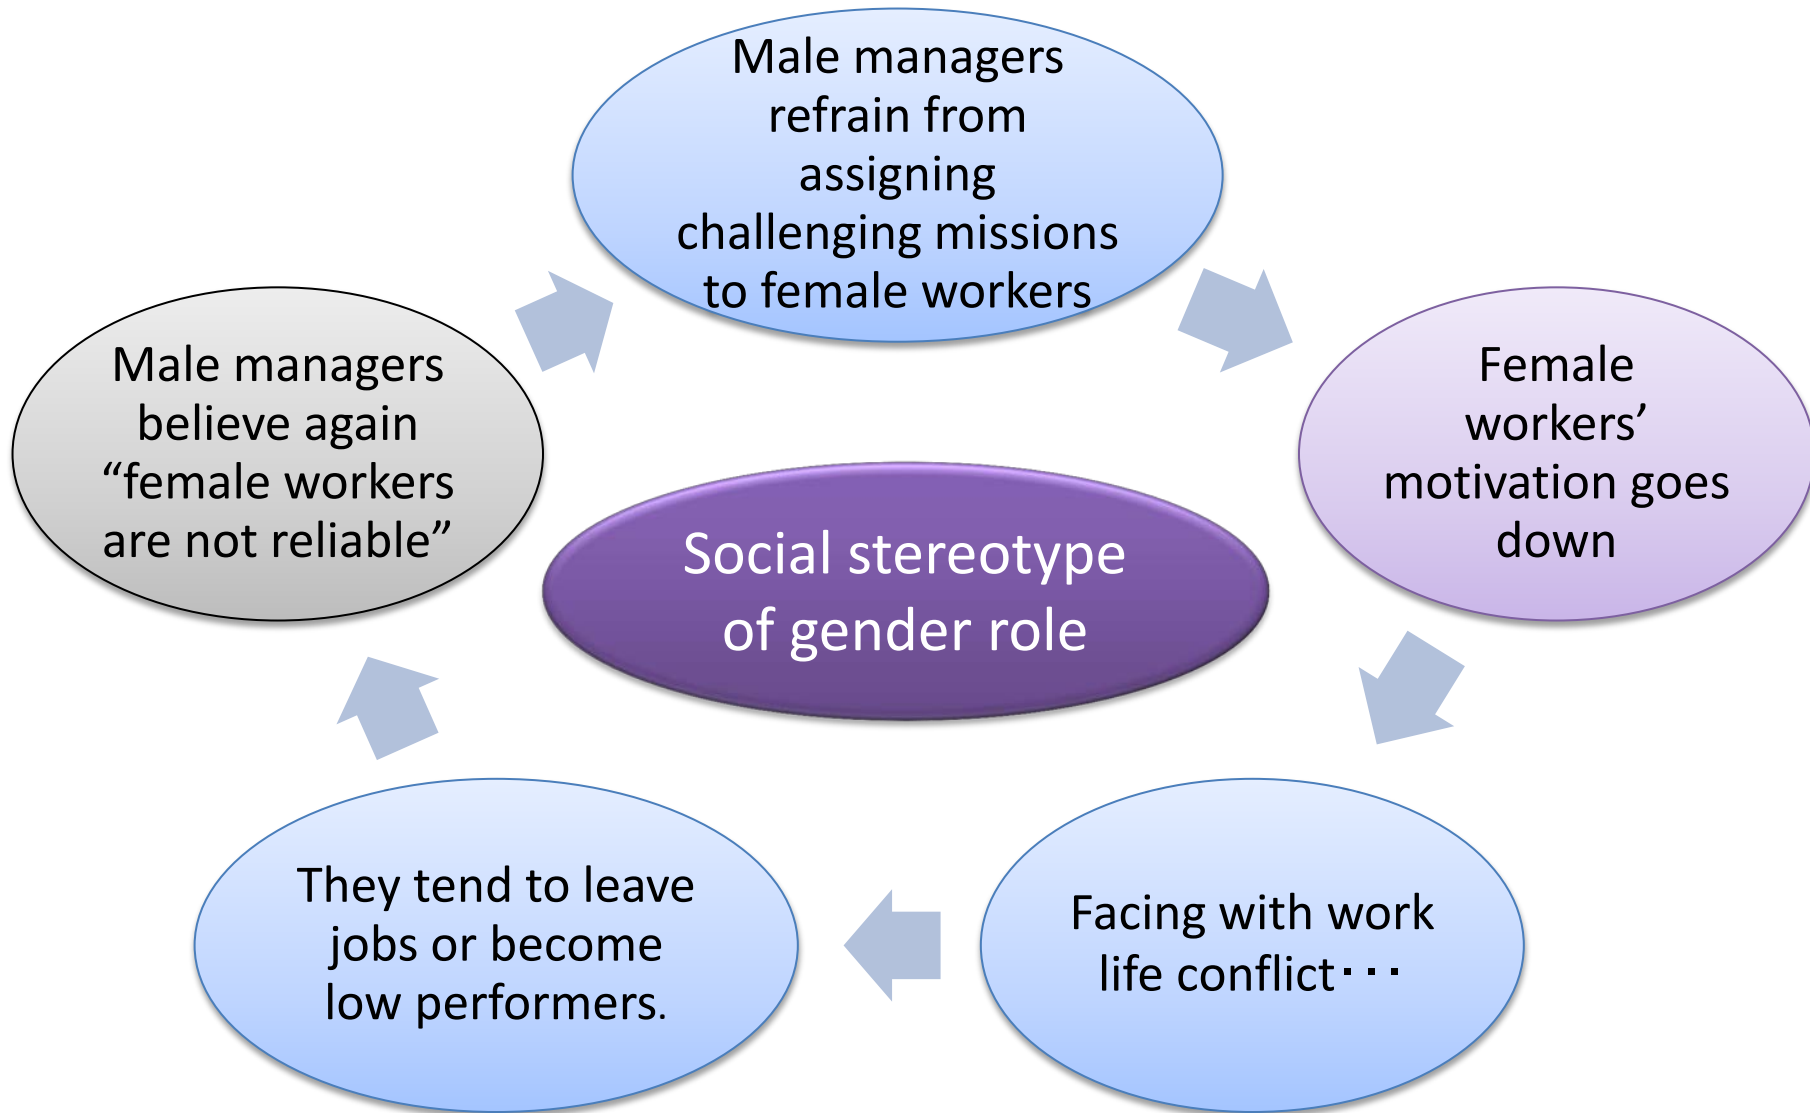 Male managers
refrain from
assigning
challenging missions
to female workers
Female
workers’
motivation goes
down
Facing with work
life conflict･･･
They tend to leave
jobs or become
low performers.
Male managers
believe again
“female workers
are not reliable”
Social stereotype
of gender role